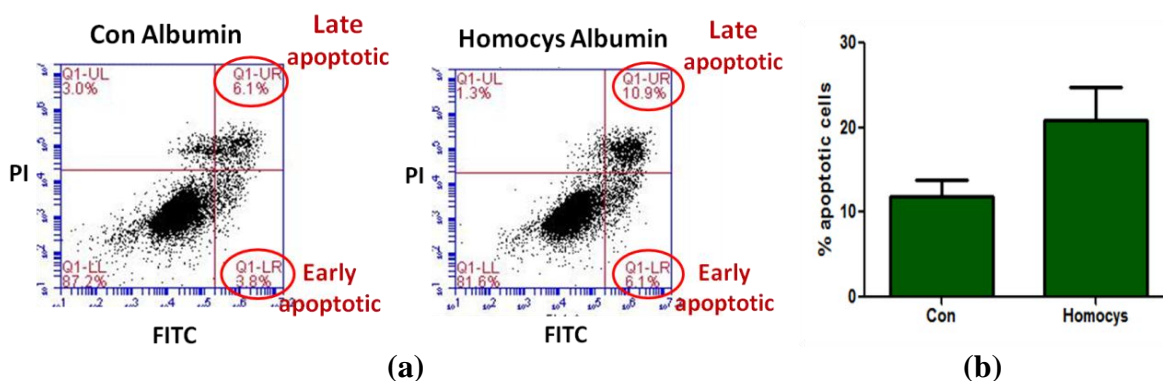 Con Albumin
Late
apoptotic
Q1-UL
3.0%
Q1-UR
6.1%
PI
Q1-LL
87.2%
Q1-LR
3.8%
Early
apoptotic
FITC
Homocys Albumin
Late
apoptotic
Q1-UL
1.3%
Q1-UR
10.9%
PI
Q1-LL
81.6%
Q1-LR
6.1%
Early
apoptotic
FITC
(a)
% apoptotic cells
30
20
10
0
Con
Homocys
(b)